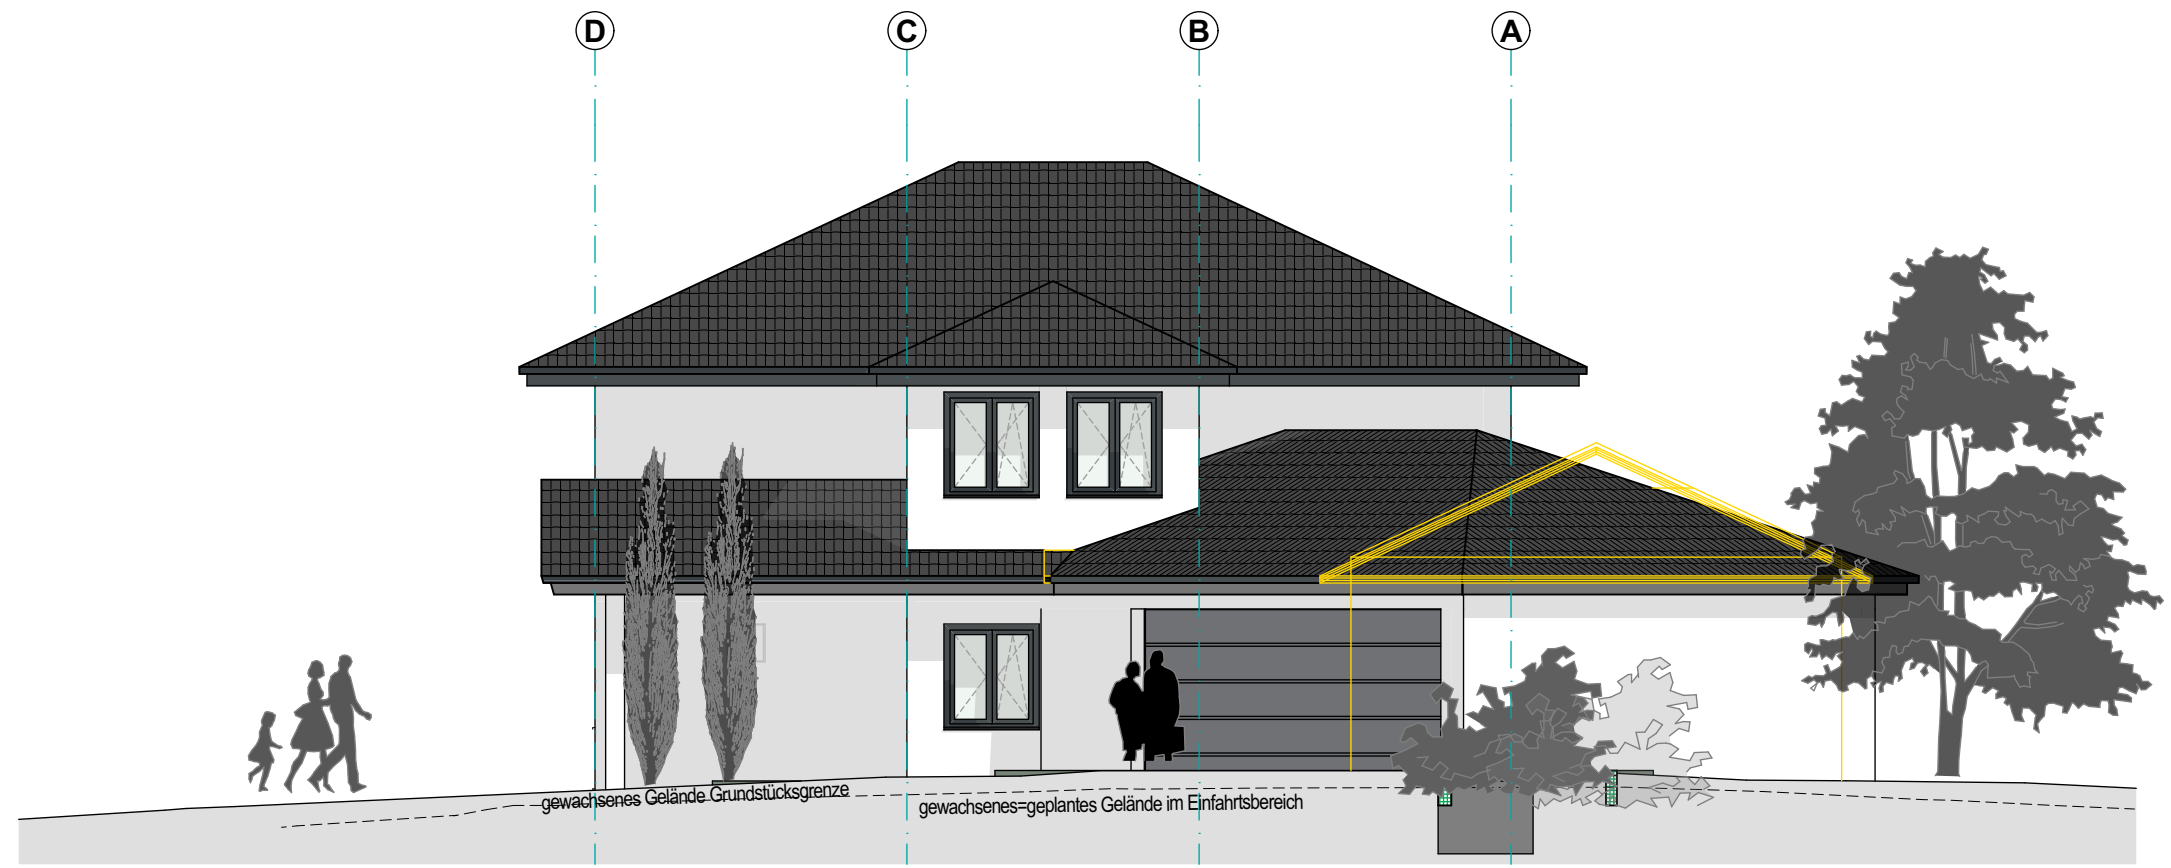 D
C
B
A
gewachsenes Gelände Grundstücksgrenze
gewachsenes=geplantes Gelände im Einfahrtsbereich